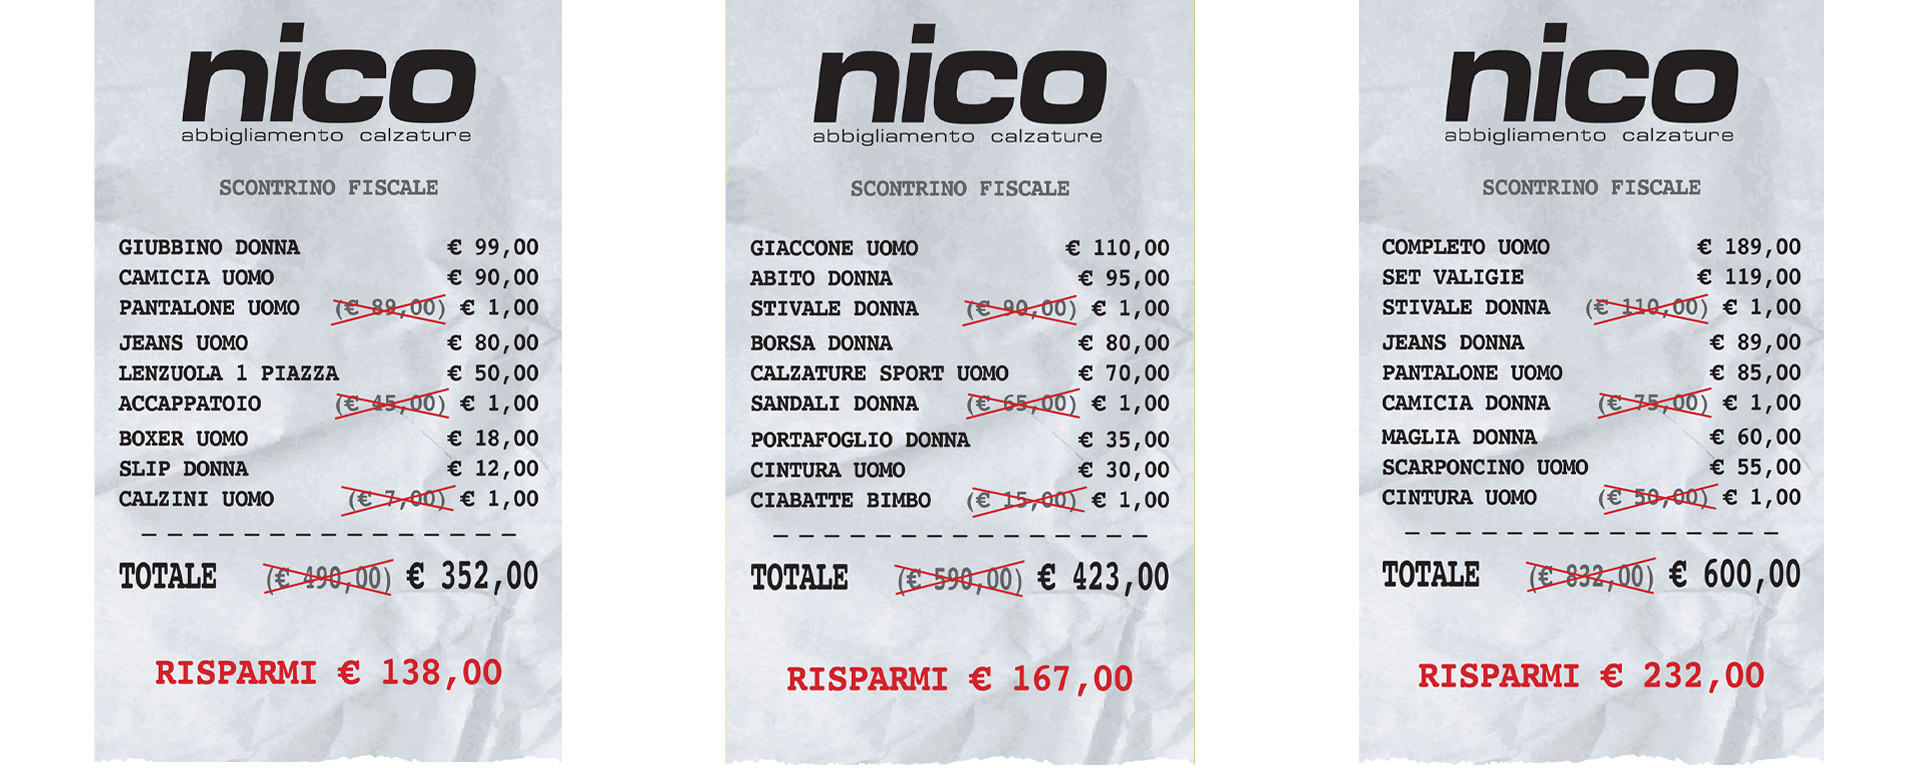 nico
abbigliamento calzature
SCONTRINO FISCALE
GIUBBINO DONNA € 99,00
CAMICIA UOMO € 90,00
PANTALONE UOMO (€ 89,00) € 1,00
JEANS UOMO € 80,00
LENZUOLA 1 PIAZZA € 50,00
ACCAPPATOIO (€ 45,00) € 1,00
BOXER UOMO € 18,00
SLIP DONNA € 12,00
CALZINI UOMO (€ 7,00) € 1,00
TOTALE (€ 490,00) € 352,00
RISPARMI € 138,00
nico
abbigliamento calzature
SCONTRINO FISCALE
GIACCONE UOMO € 110,00
ABITO DONNA € 95,00
STIVALE DONNA (€ 90,00) € 1,00
BORSA DONNA € 80,00
CALZATURE SPORT UOMO € 70,00
SANDALI DONNA (€ 65,00) € 1,00
PORTAFOGLIO DONNA € 35,00
CINTURA UOMO € 30,00
CIABATTE BIMBO (€ 15,00) € 1,00
TOTALE (€ 590,00) € 423,00
RISPARMI € 167,00
nico
abbigliamento calzature
SCONTRINO FISCALE
COMPLETO UOMO € 189,00
SET VALIGIE € 119,00
STIVALE DONNA (€ 110,00) € 1,00
JEANS DONNA € 89,00
PANTALONE UOMO € 85,00
CAMICIA DONNA (€ 75,00) € 1,00
MAGLIA DONNA € 60,00
SCARPONCINO UOMO € 55,00
CINTURA UOMO (€ 50,00) € 1,00
TOTALE (€ 832,00) € 600,00
RISPARMI € 232,00